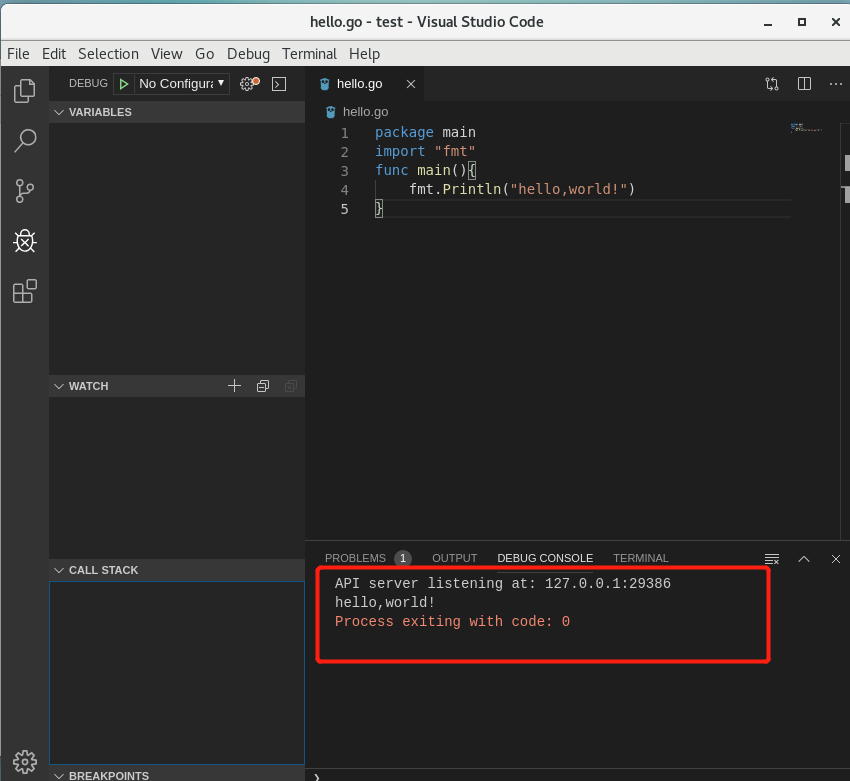 hello.go - test - Visual Studio Code
File Edit Selection View Go Debug Terminal Help
DEBUG No Configura
hello.go
VARIABLES
hello.go
1 package main
2 import "fmt"
3 func main(){
4 fmt.Println("hello,world!")
5 }
WATCH
CALL STACK
PROBLEMS 1 OUTPUT DEBUG CONSOLE TERMINAL
API server listening at: 127.0.0.1:29386
hello,world!
Process exiting with code: 0
BREAKPOINTS